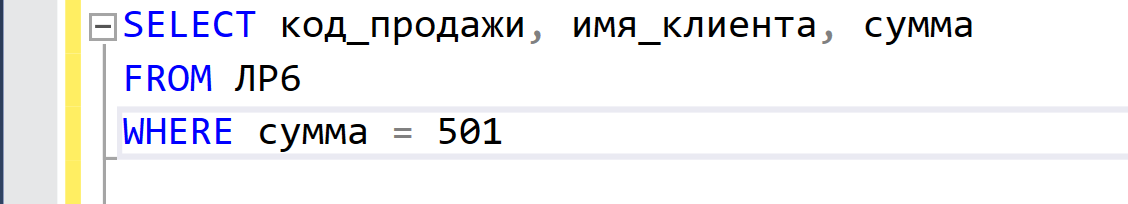 SELECT код_продажи, имя_клиента, сумма
FROM ЛР6
WHERE сумма = 501